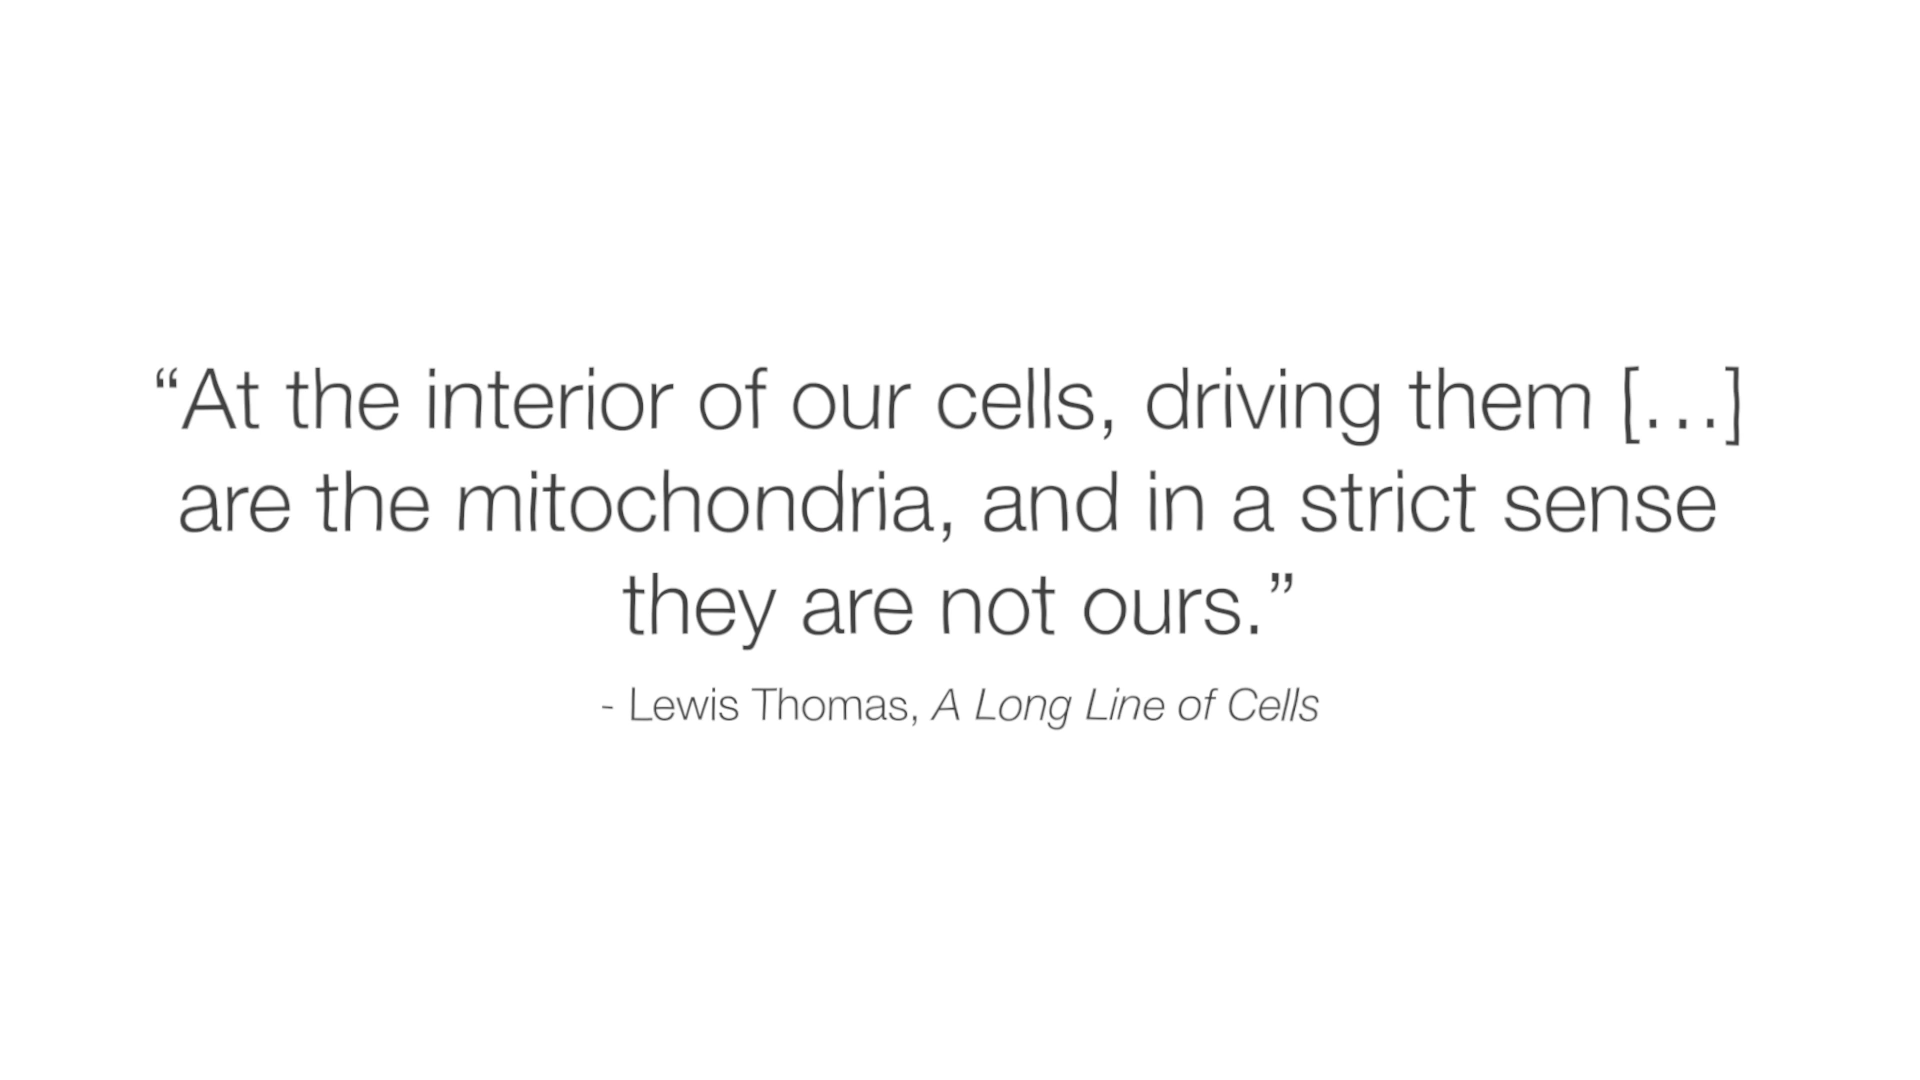 “At the interior of our cells, driving them […]
are the mitochondria, and in a strict sense
they are not ours.”
- Lewis Thomas, A Long Line of Cells